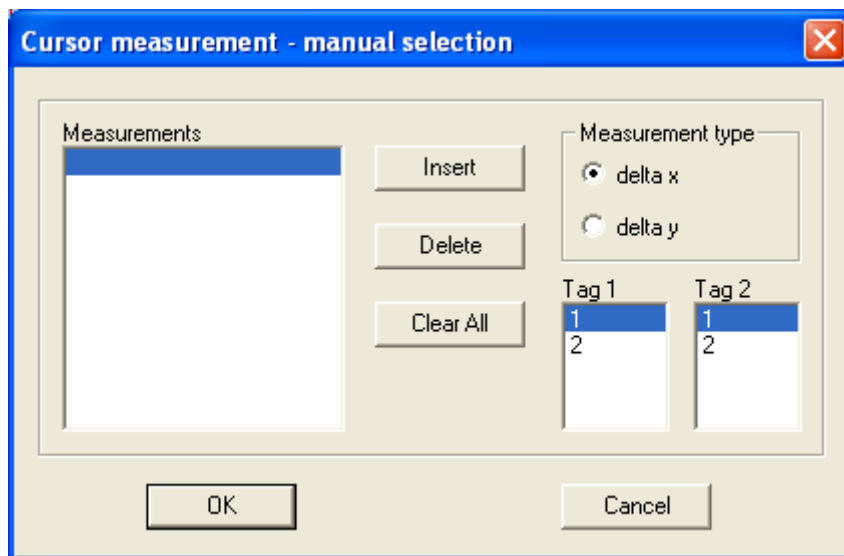 Cursor measurement - manual selection
Measurements
Insert
Delete
Clear All
Measurement type
delta x
delta y
Tag 1
1
2
Tag 2
1
2
OK
Cancel